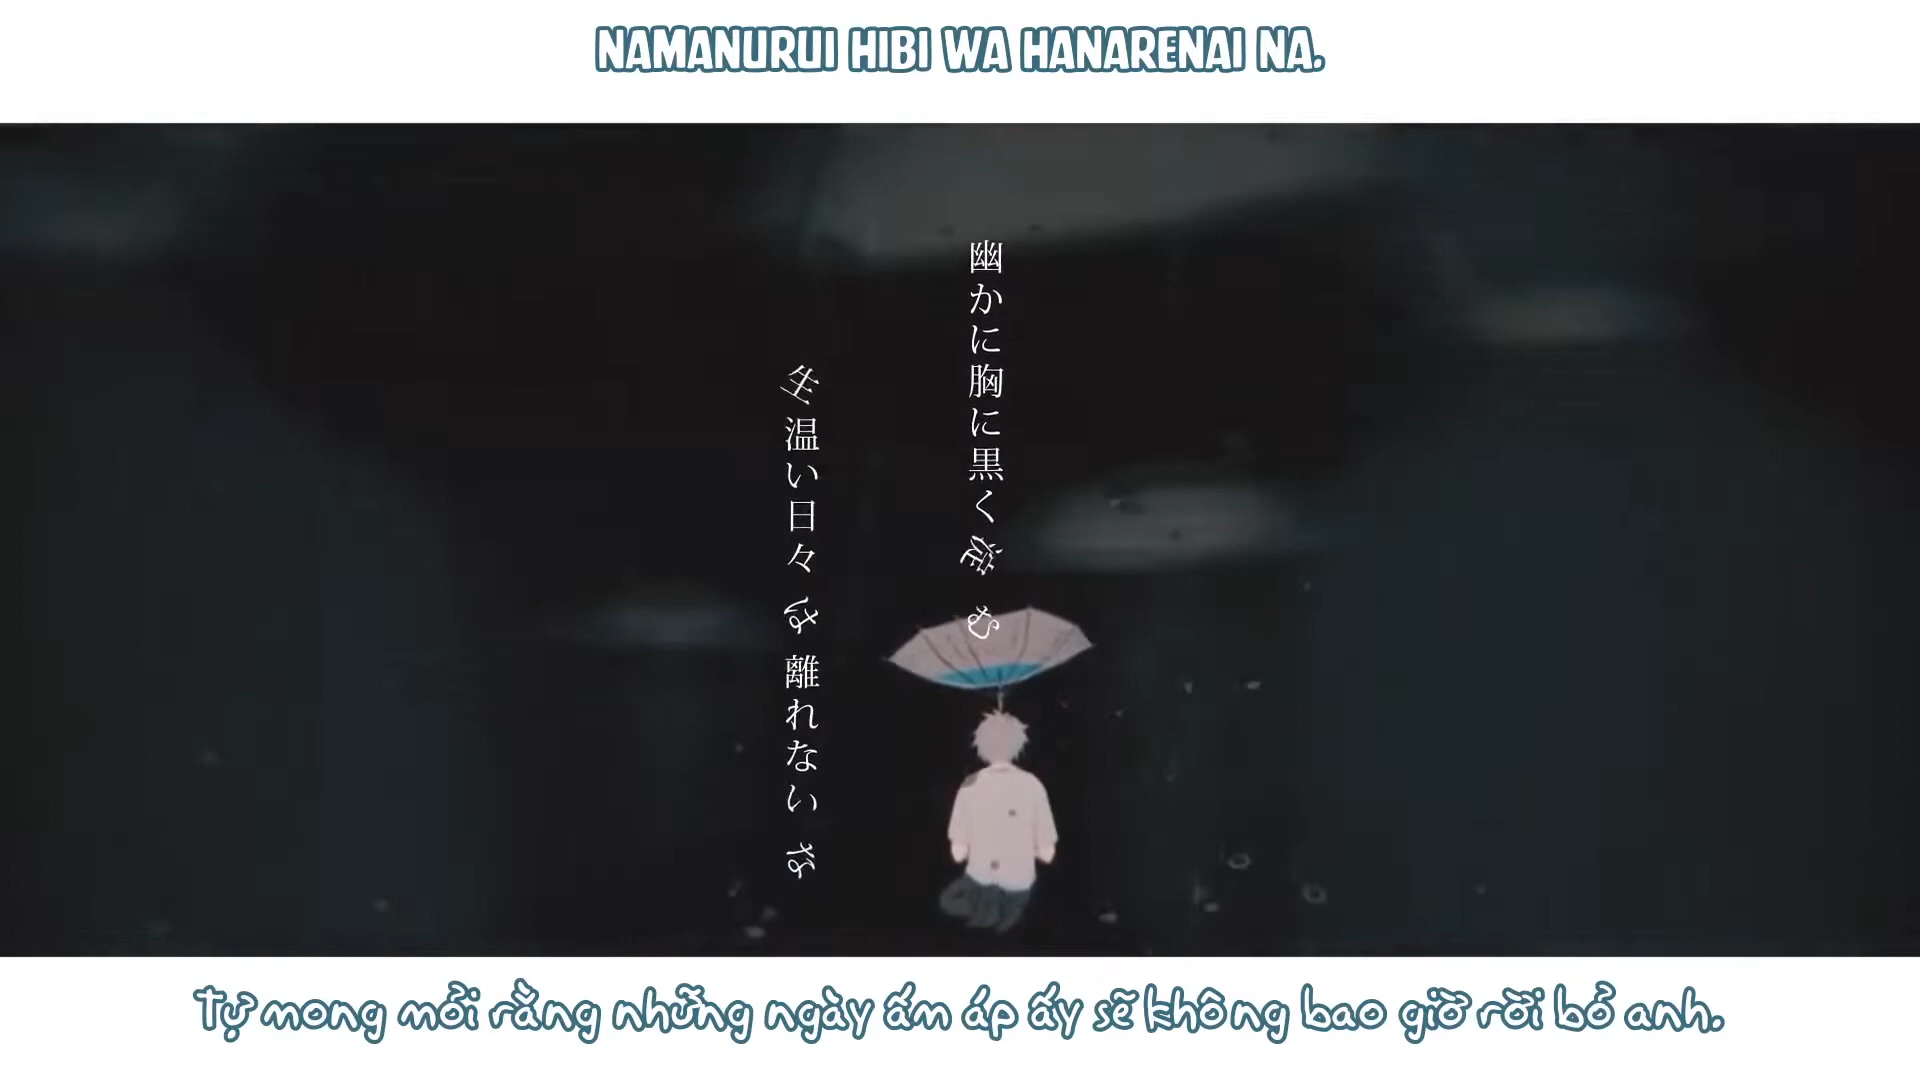 NAMANURUI HIBI WA HANARENAI NA.
幽かに胸に黒く淀む
生温い日々は離れないな
Tự mong mỏi rằng những ngày ấm áp ấy sẽ không bao giờ rời bỏ anh.